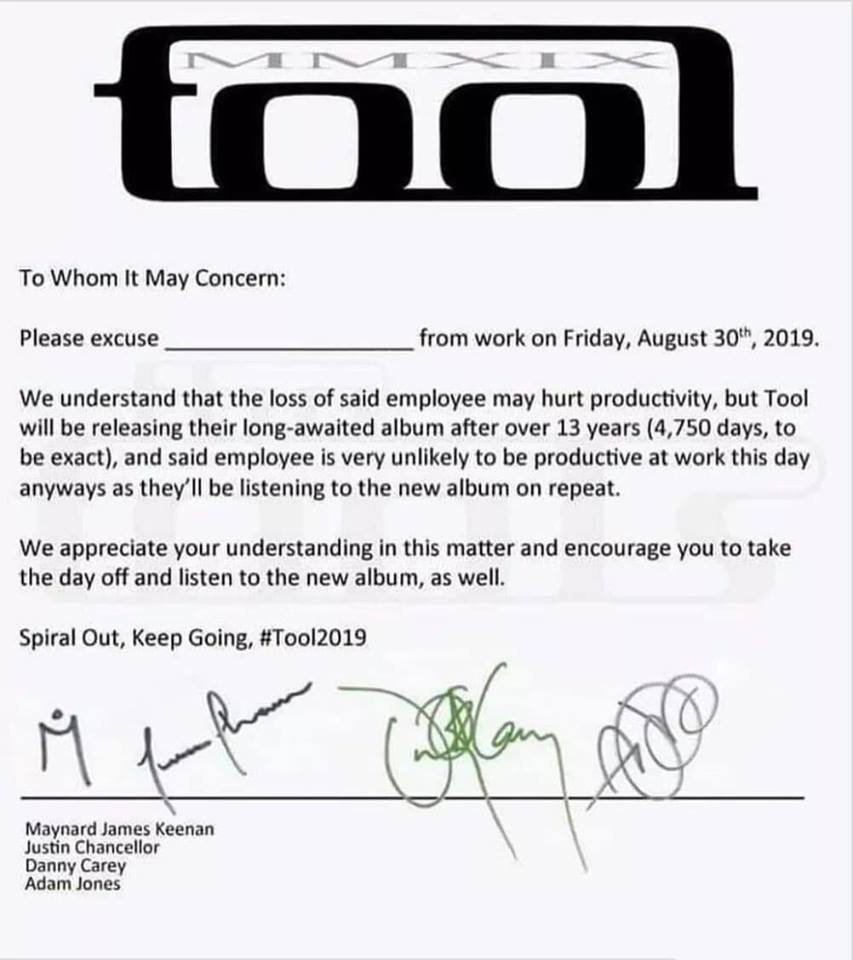 MMXIX
tool
To Whom It May Concern:
Please excuse ____________________ from work on Friday, August 30th, 2019.
We understand that the loss of said employee may hurt productivity, but Tool
will be releasing their long-awaited album after over 13 years (4,750 days, to
be exact), and said employee is very unlikely to be productive at work this day
anyways as they’ll be listening to the new album on repeat.
We appreciate your understanding in this matter and encourage you to take
the day off and listen to the new album, as well.
Spiral Out, Keep Going, #Tool2019
Maynard James Keenan
Justin Chancellor
Danny Carey
Adam Jones